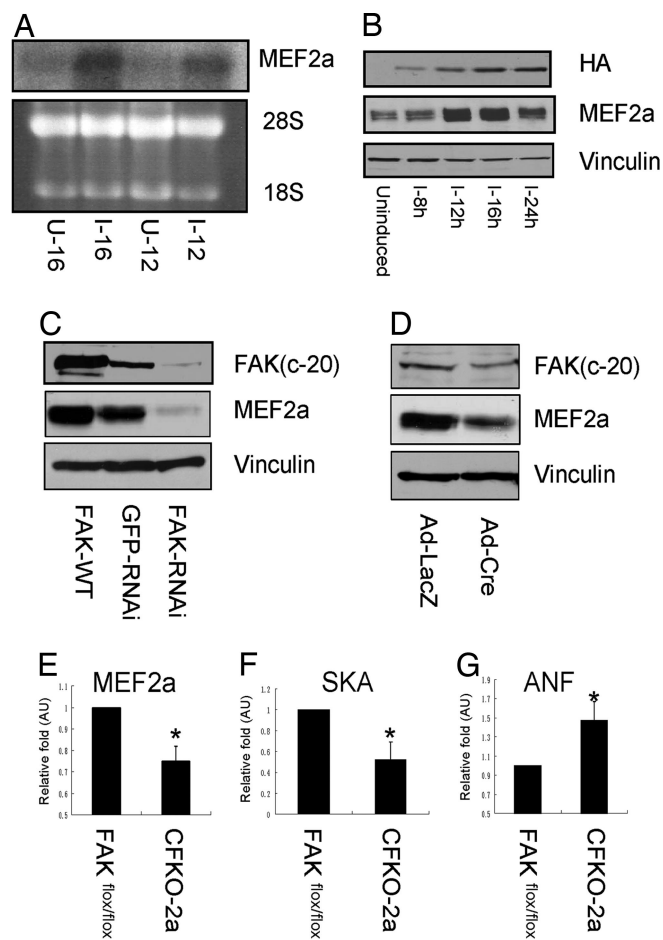 A
MEF2a
28S
18S
U-16
I-16
U-12
I-12
B
HA
MEF2a
Vinculin
Uninduced
I-8h
I-12h
I-16h
I-24h
C
FAK(c-20)
MEF2a
Vinculin
FAK-WT
GFP-RNAi
FAK-RNAi
D
FAK(c-20)
MEF2a
Vinculin
Ad-LacZ
Ad-Cre
E
MEF2a
Relative fold (AU)
1.1
1
0.9
0.8
0.7
0.6
0.5
*
FAK flox/flox
CFKO-2a
F
SKA
Relative fold (AU)
1.2
1
0.8
0.6
0.4
0.2
0
*
FAK flox/flox
CFKO-2a
G
ANF
Relative fold (AU)
1.9
1.7
1.5
1.3
1.1
0.9
0.7
0.5
*
FAK flox/flox
CFKO-2a